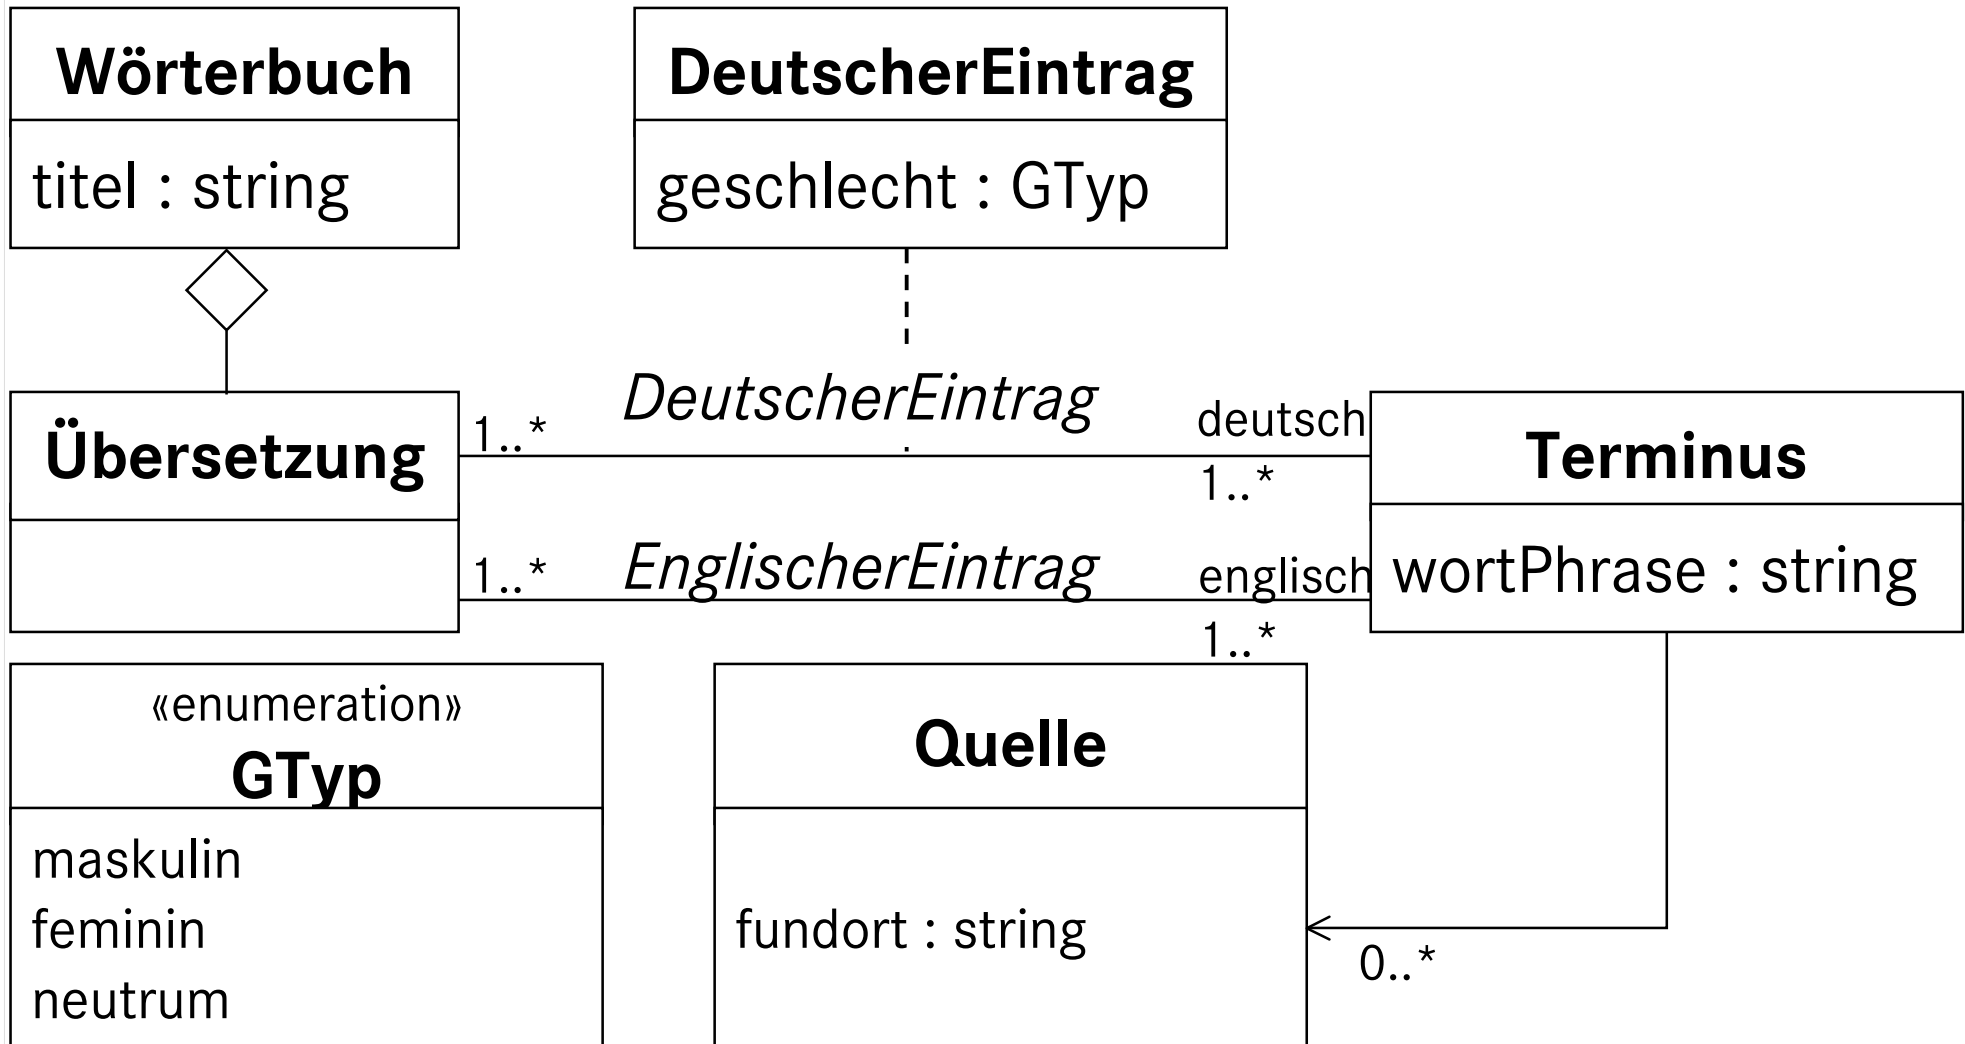 Wörterbuch
titel : string
DeutscherEintrag
geschlecht : GTyp
Übersetzung
1..*
DeutscherEintrag
deutsch
1..*
1..*
EnglischerEintrag
englisch
1..*
Terminus
wortPhrase : string
«enumeration»
GTyp
maskulin
feminin
neutrum
Quelle
fundort : string
0..*